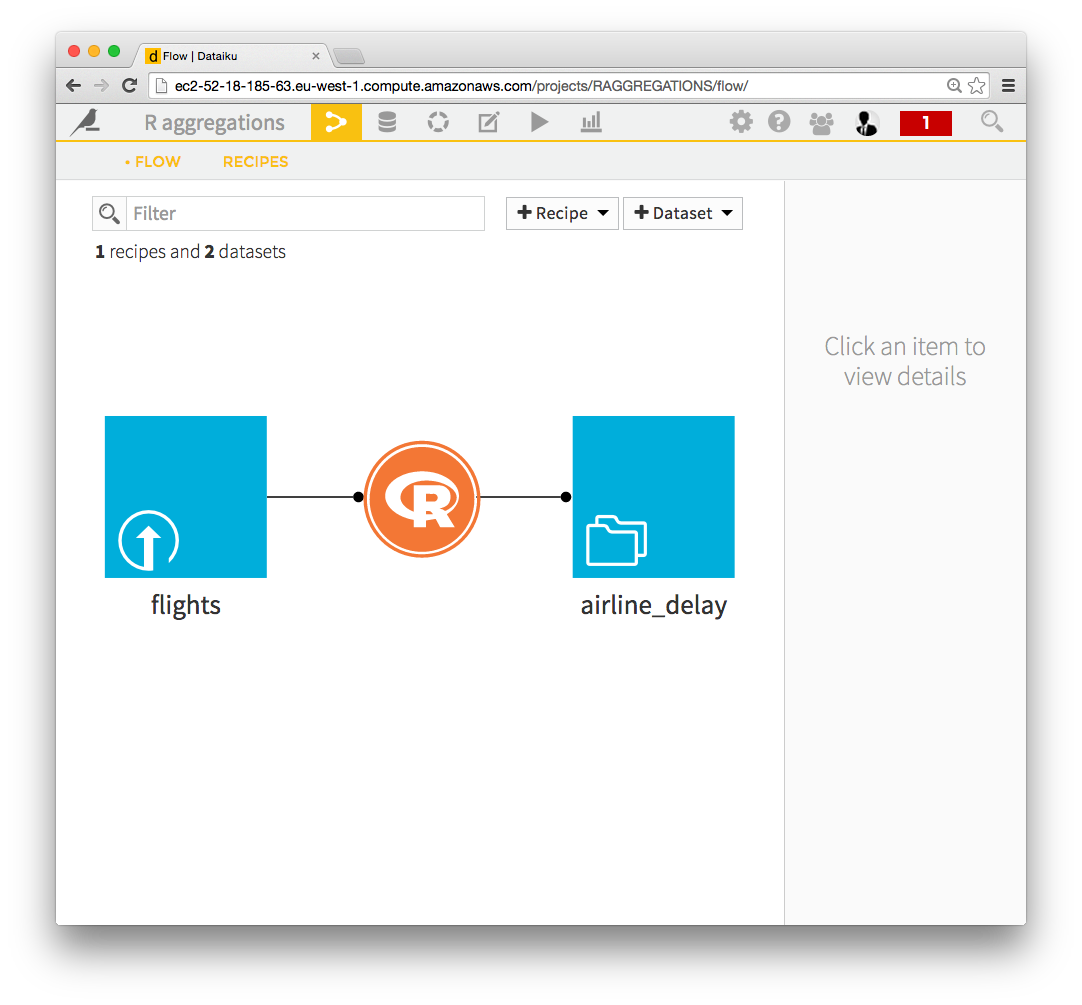 d Flow | Dataiku
ec2-52-18-185-63.eu-west-1.compute.amazonaws.com/projects/RAGGREGATIONS/flow/
R aggregations
1
• FLOW RECIPES
Filter
+ Recipe
+ Dataset
1 recipes and 2 datasets
Click an item to
view details
R
flights
airline_delay